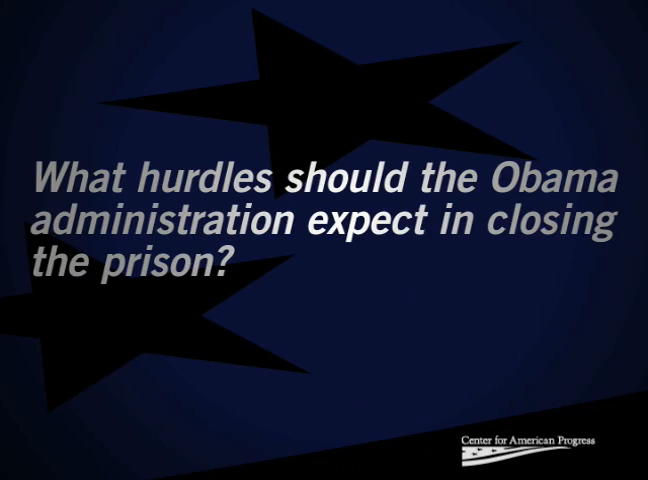 What hurdles should the Obama
administration expect in closing
the prison?
Center for American Progress